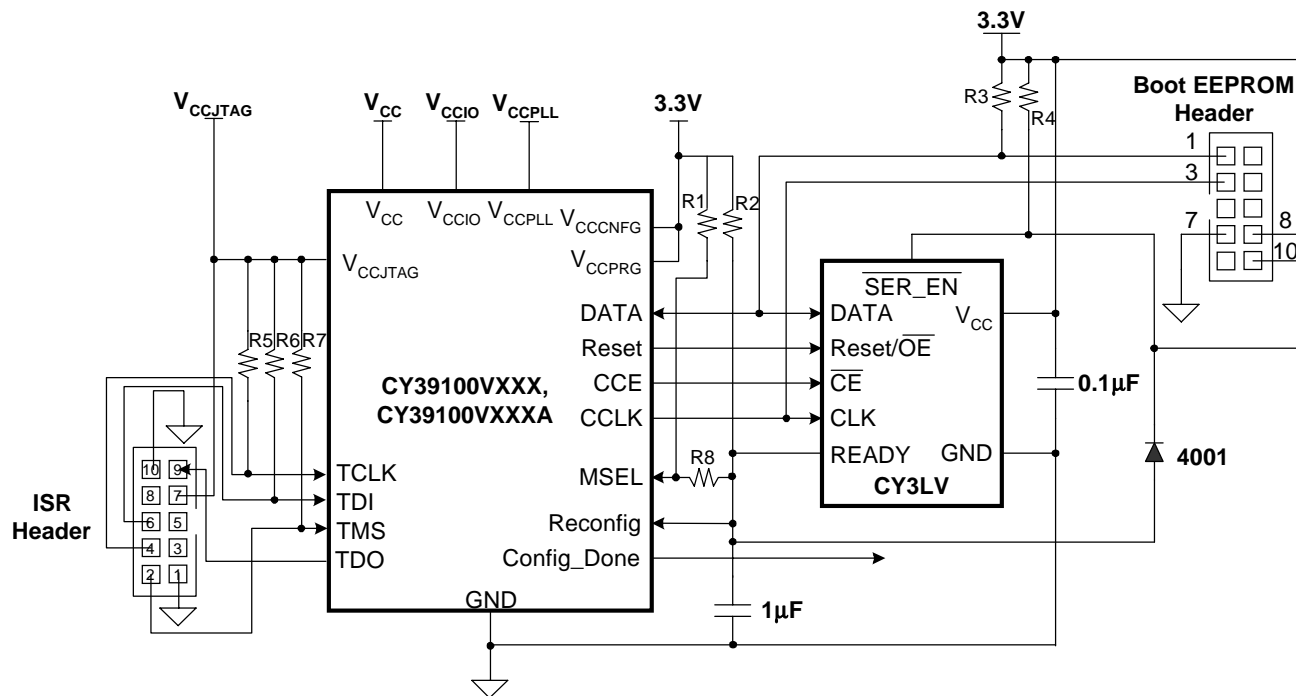 3.3V
Boot EEPROM
Header
R3
R4
1
3
7
8
10
VCCJTAG
VCC
VCCIO
VCCPLL
3.3V
R1
R2
VCC
VCCIO
VCCPLL
VCCCNFG
VCCPRG
VCCJTAG
DATA
Reset
CCE
CCLK
MSEL
Reconfig
Config_Done
CY39100VXXX,
CY39100VXXXA
TCLK
TDI
TMS
TDO
GND
R5
R6
R7
R8
SER_EN
DATA
Reset/OE
CE
CLK
READY
VCC
GND
CY3LV
0.1µF
4001
1µF
ISR
Header
10 9
8 7
6 5
4 3
2 1